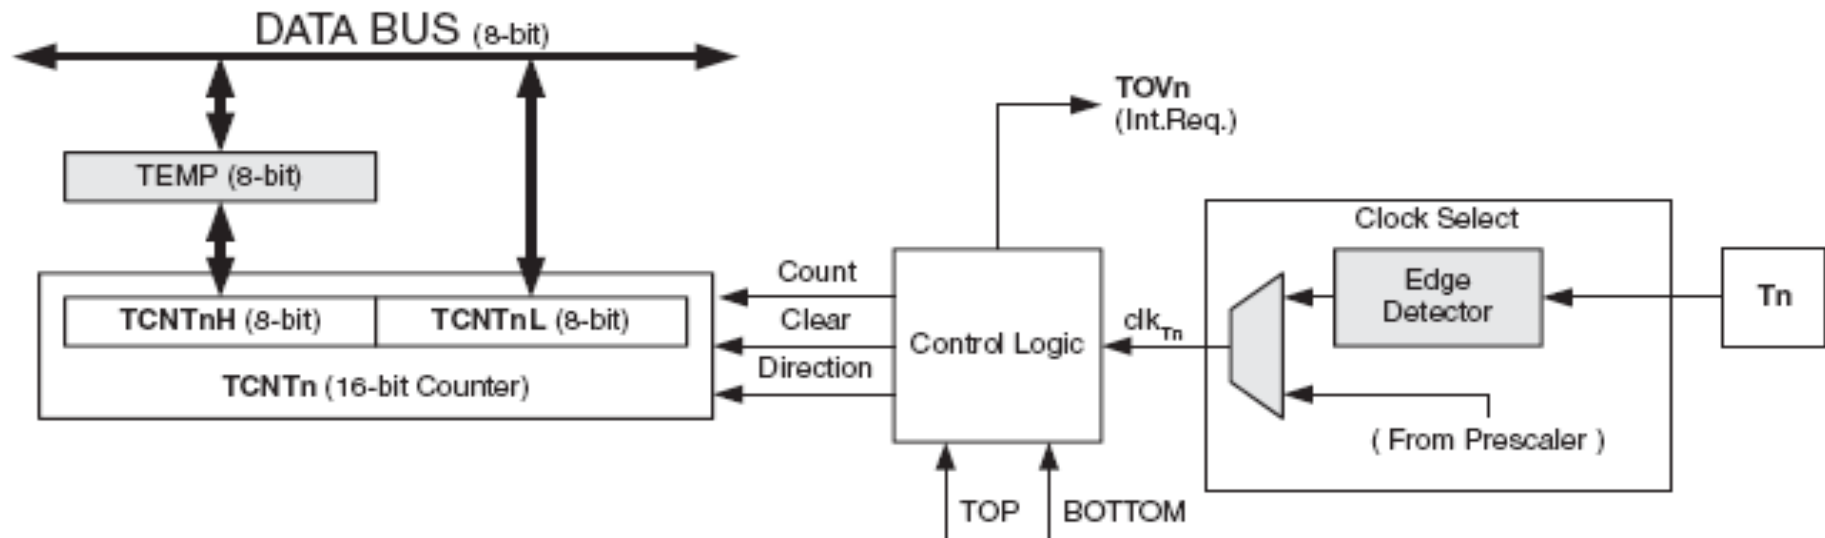 DATA BUS (8-bit)
TOVn
(Int.Req.)
TEMP (8-bit)
Clock Select
Count
Edge
Detector
Tn
TCNTnH (8-bit)
TCNTnL (8-bit)
Clear
clkTn
Control Logic
Direction
TCNTn (16-bit Counter)
( From Prescaler )
TOP
BOTTOM